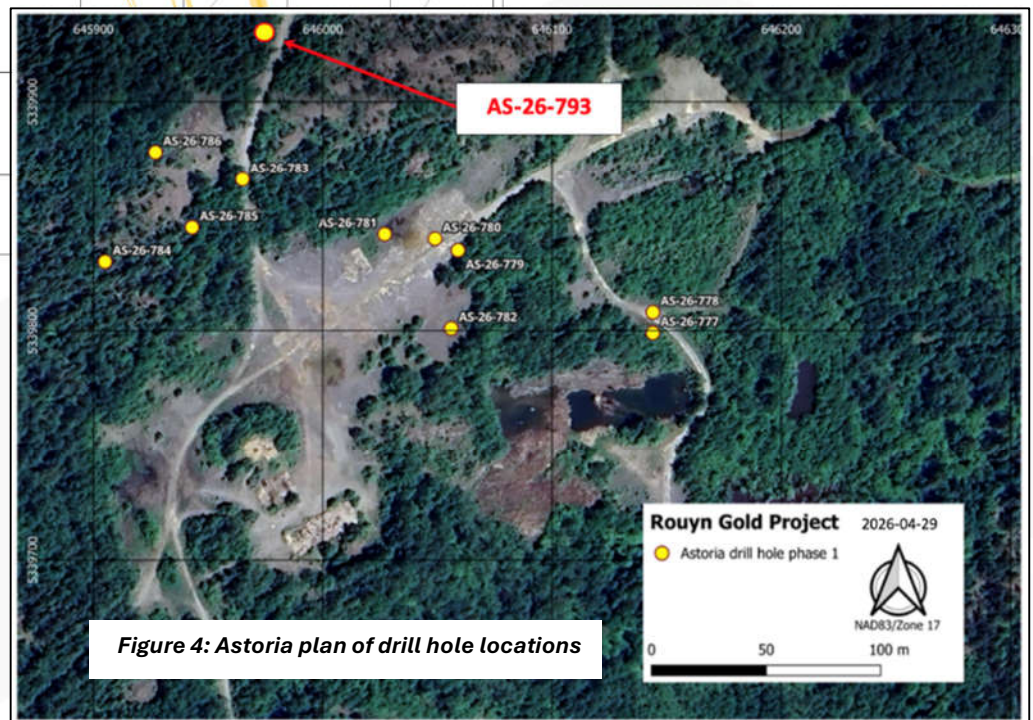 645900 646000 646100 646200 6463
AS-26-793
5339900
AS-26-786
AS-26-783
AS-26-785
AS-26-781
AS-26-780
AS-26-784
AS-26-779
AS-26-778
AS-26-782
AS-26-777
5339800
5339700
Rouyn Gold Project 2026-04-29
Astoria drill hole phase 1
NAD83/Zone 17
0 50 100 m
Figure 4: Astoria plan of drill hole locations